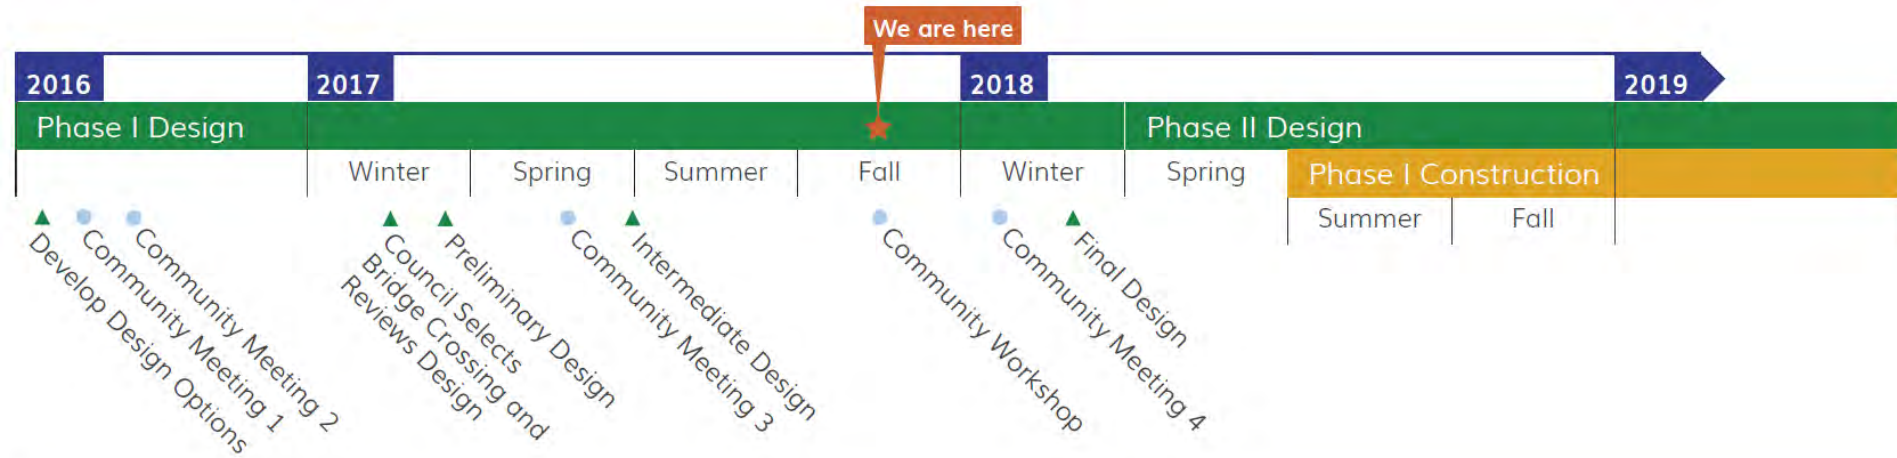 We are here
2016
2017
2018
2019
Phase I Design
Phase II Design
Winter
Spring
Summer
Fall
Winter
Spring
Phase I Construction
Summer
Fall
Develop Design Options
Community Meeting 1
Community Meeting 2
Council Selects
Bridge Crossing and
Reviews Design
Preliminary Design
Community Meeting 3
Intermediate Design
Community Workshop
Community Meeting 4
Final Design